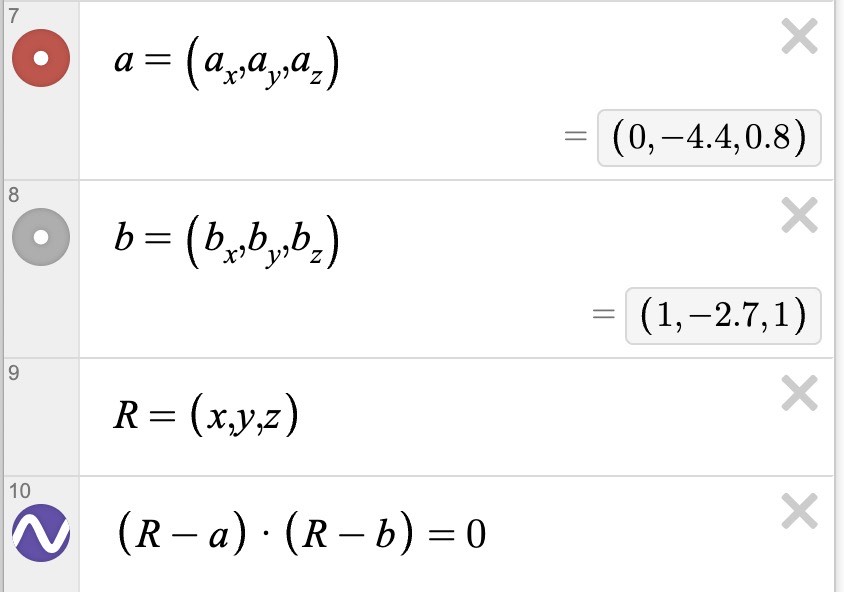 7
a = (a_x,a_y,a_z)
= (0,−4.4,0.8)
8
b = (b_x,b_y,b_z)
= (1,−2.7,1)
9
R = (x,y,z)
10
(R − a) · (R − b) = 0